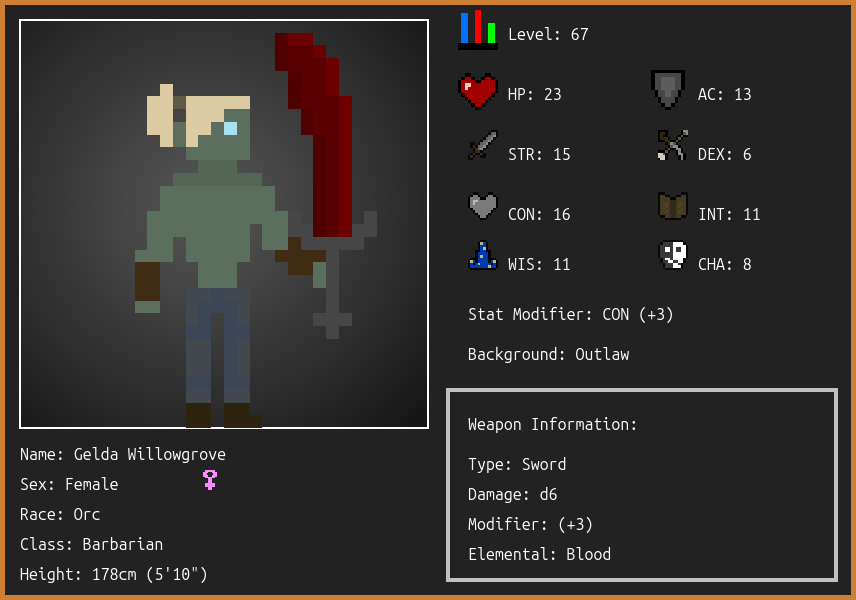 Level: 67
HP: 23
AC: 13
STR: 15
DEX: 6
CON: 16
INT: 11
WIS: 11
CHA: 8
Stat Modifier: CON (+3)
Background: Outlaw
Weapon Information:
Type: Sword
Damage: d6
Modifier: (+3)
Elemental: Blood
Name: Gelda Willowgrove
Sex: Female
Race: Orc
Class: Barbarian
Height: 178cm (5'10")